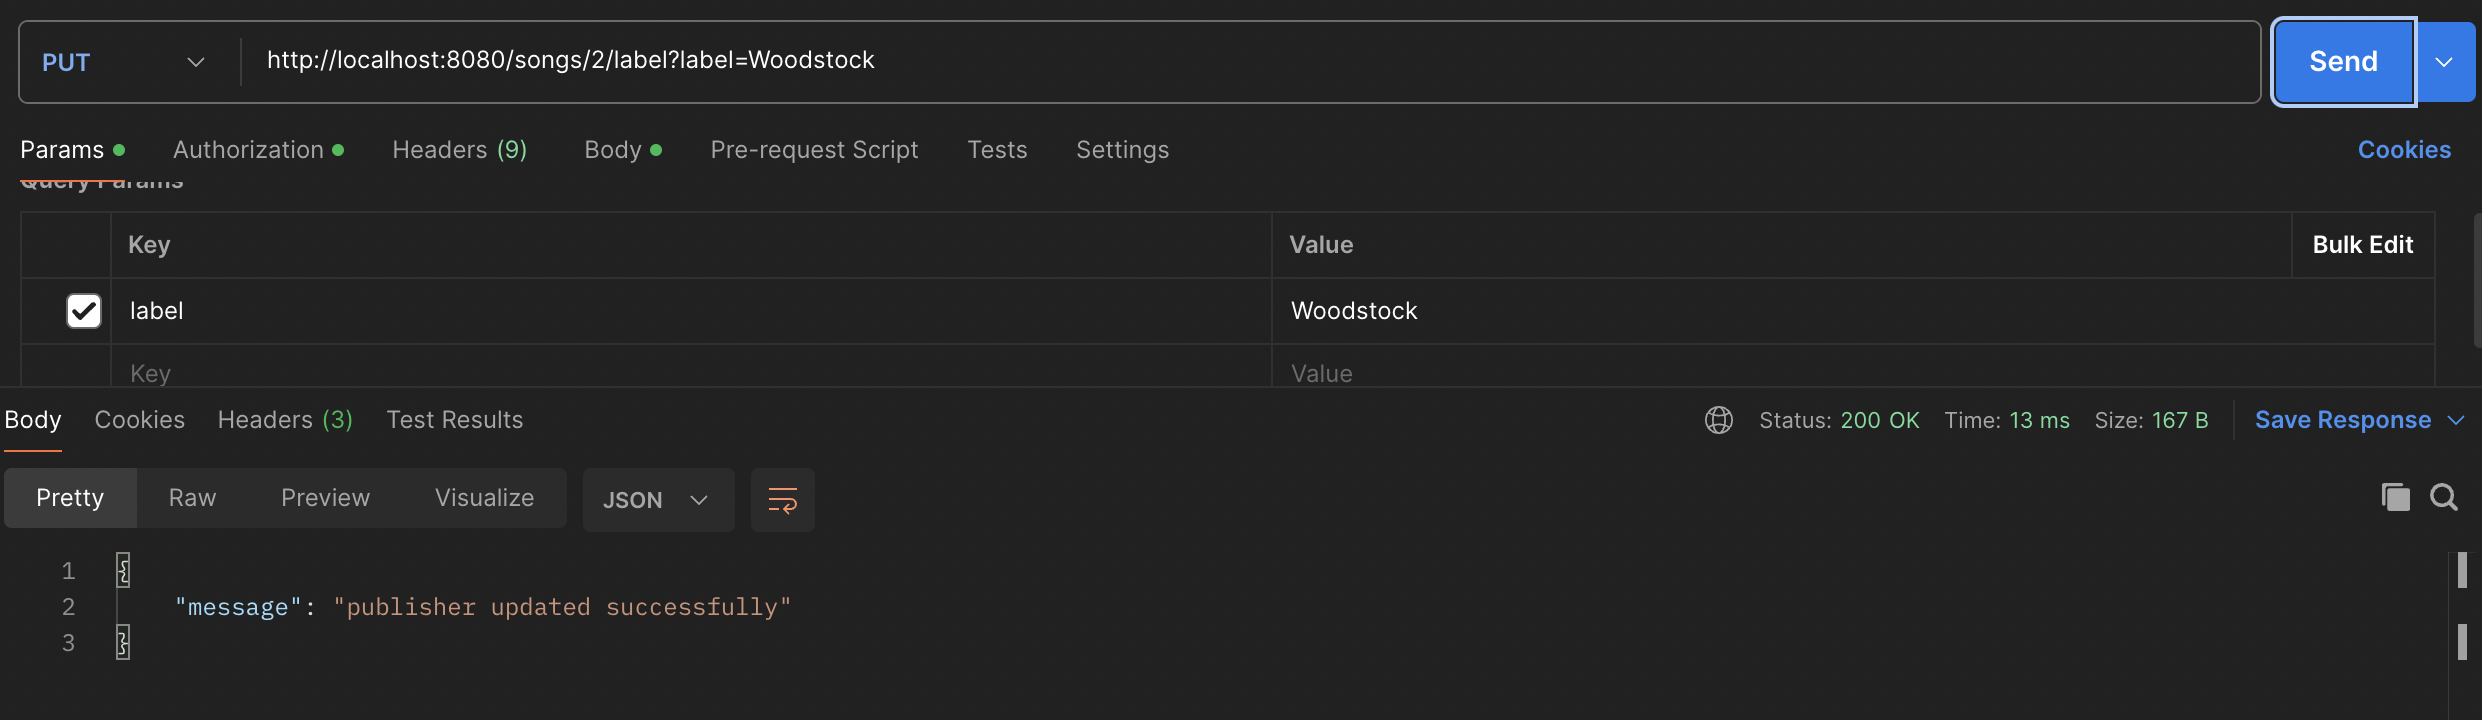 PUT http://localhost:8080/songs/2/label?label=Woodstock Send
Params Authorization Headers (9) Body Pre-request Script Tests Settings Cookies
Query Params
Key Value Bulk Edit
label Woodstock
Key Value
Body Cookies Headers (3) Test Results Status: 200 OK Time: 13 ms Size: 167 B Save Response
Pretty Raw Preview Visualize JSON
1 {
2 "message": "publisher updated successfully"
3 }